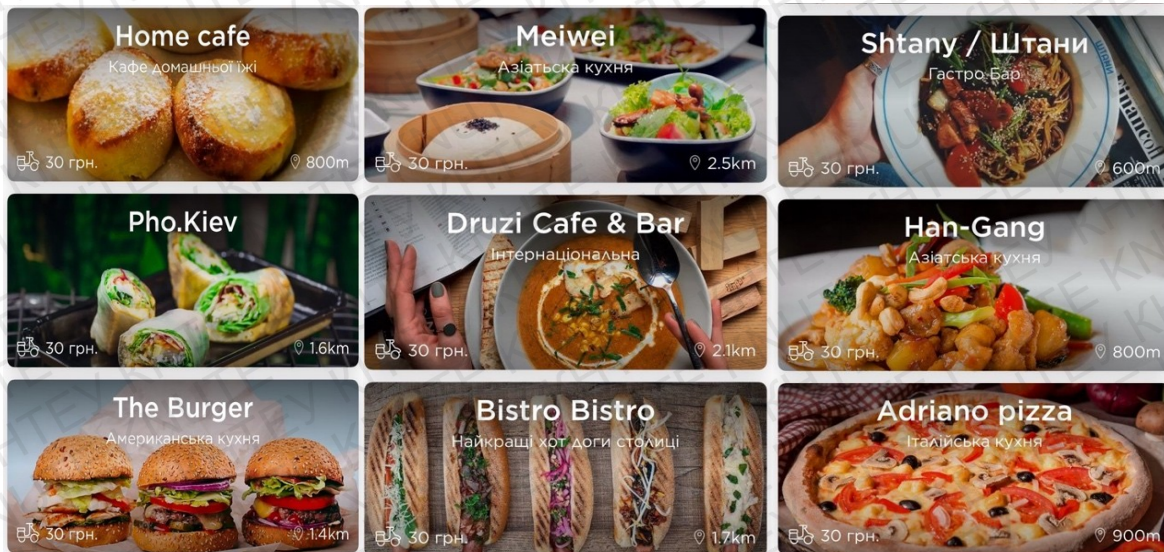 Home cafe
Кафе домашньої їжі
30 грн.
800m
Meiwei
Азіатьска кухня
30 грн.
2.5km
Shtany / Штани
Гастро Бар
30 грн.
600m
Pho.Kiev
30 грн.
1.6km
Druzi Cafe & Bar
Інтернаціональна
30 грн.
2.1km
Han-Gang
Азіатська кухня
30 грн.
800m
The Burger
Американська кухня
30 грн.
1.4km
Bistro Bistro
Найкращі хот доги столиці
30 грн.
1.7km
Adriano pizza
Італійська кухня
30 грн.
900m